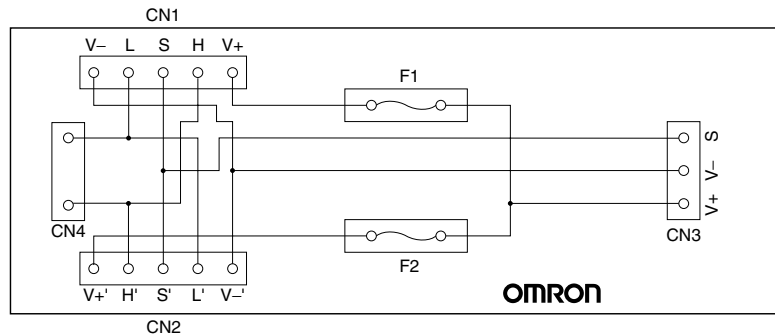 CN1
V− L S H V+
F1
S
V−
V+
CN4
CN3
F2
V+' H' S' L' V−'
OMRON
CN2